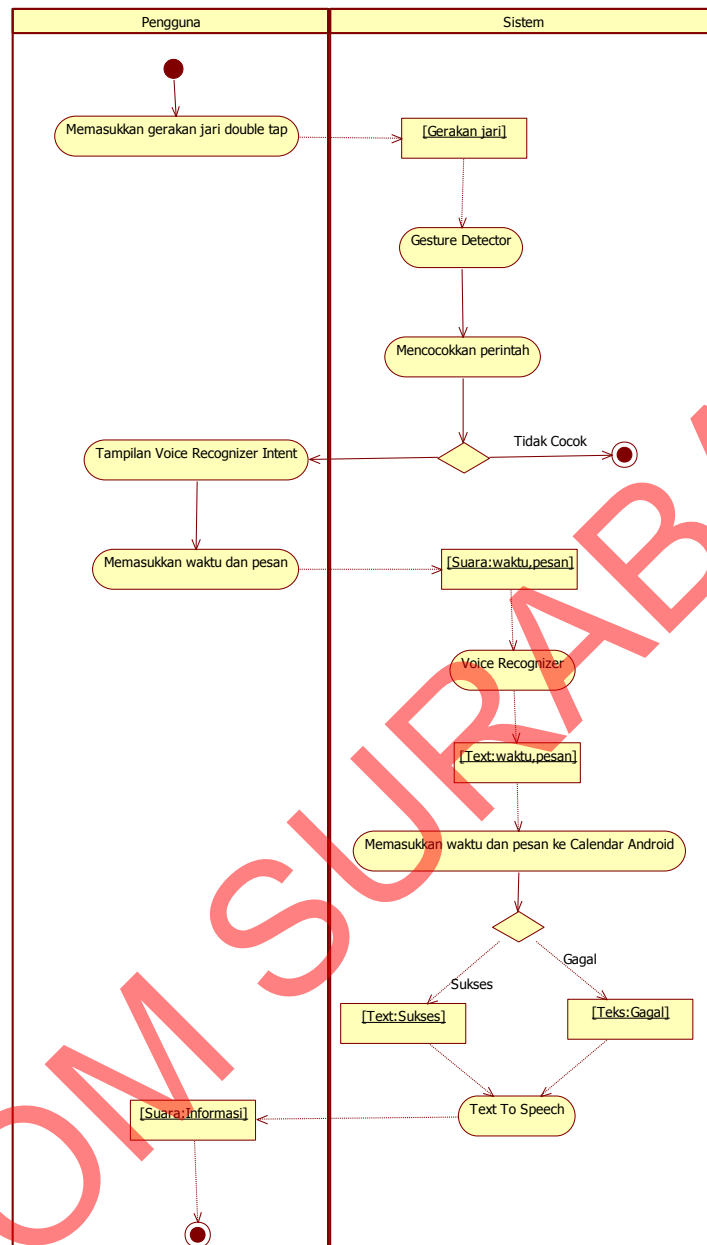 Pengguna
Sistem
Memasukkan gerakan jari double tap
[Gerakan jari]
Gesture Detector
Mencocokkan perintah
Tidak Cocok
Tampilan Voice Recognizer Intent
Memasukkan waktu dan pesan
[Suara:waktu,pesan]
Voice Recognizer
[Text:waktu,pesan]
Memasukkan waktu dan pesan ke Calendar Android
Sukses
Gagal
[Text:Sukses]
[Teks:Gagal]
Text To Speech
[Suara:Informasi]
OM SURABA